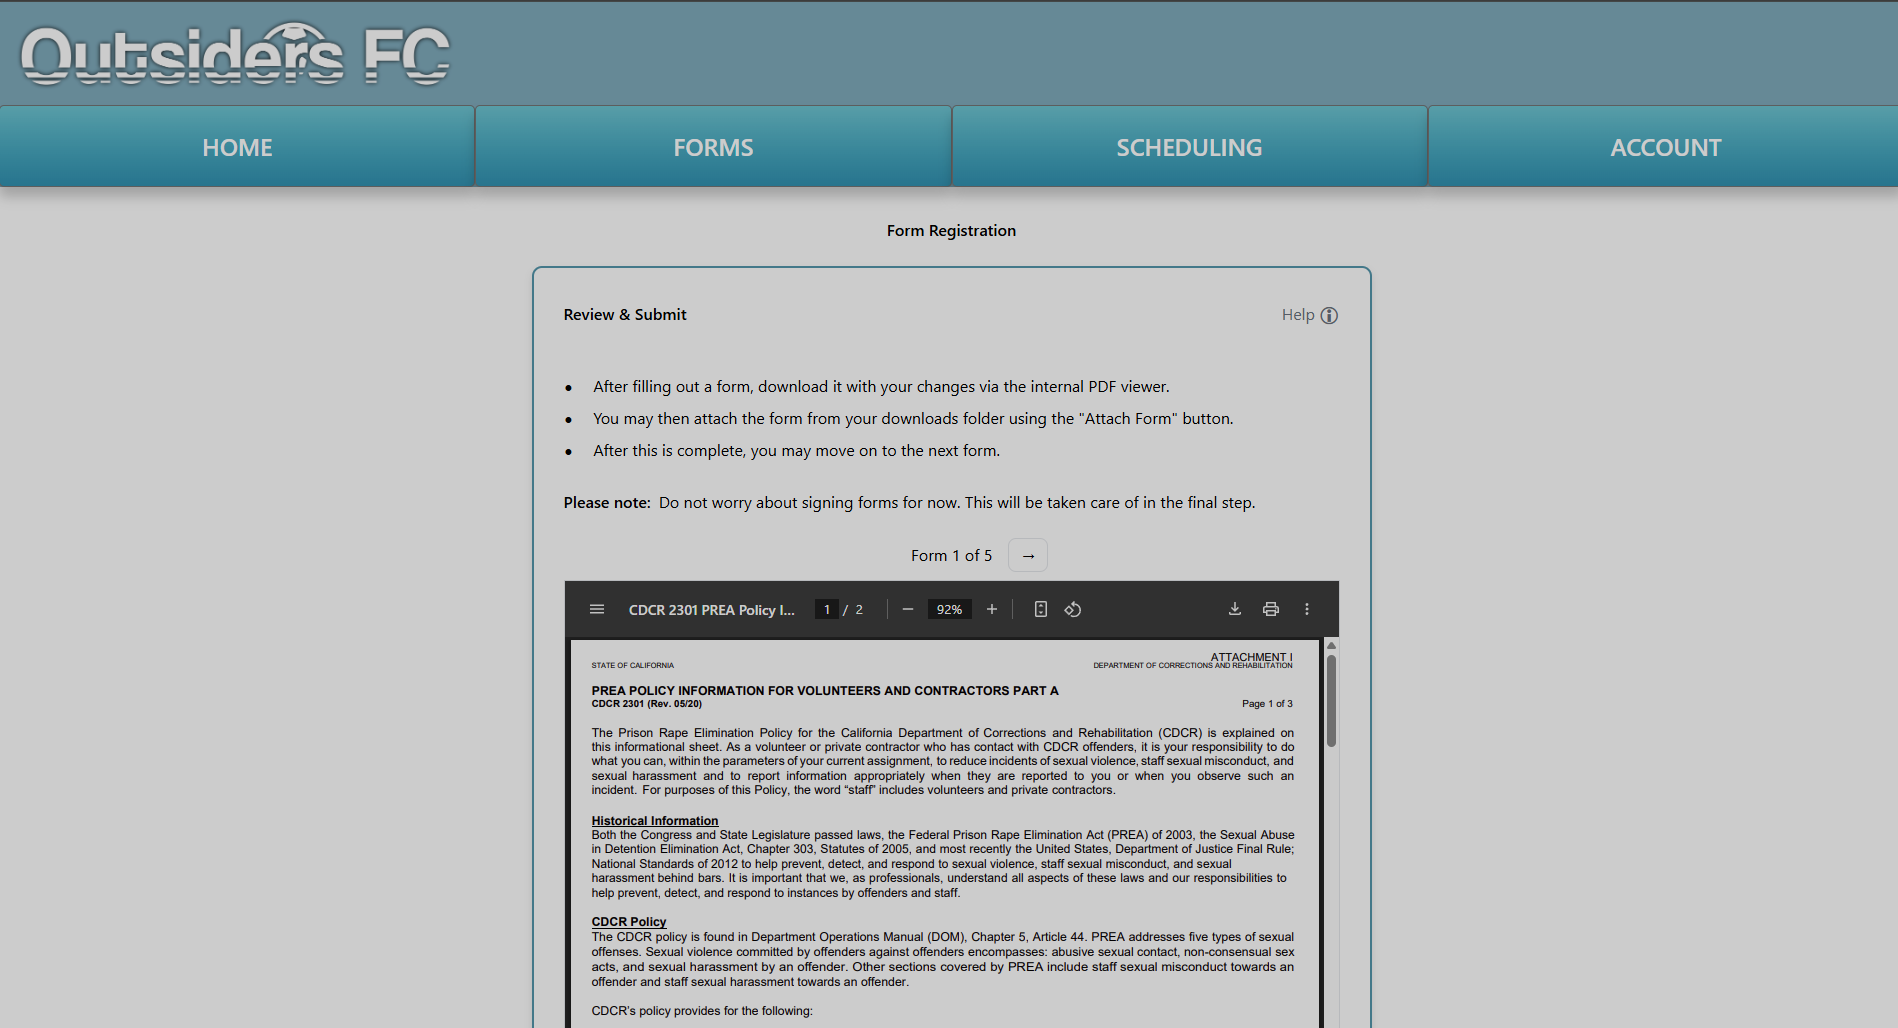 Outsiders FC
HOME
FORMS
SCHEDULING
ACCOUNT
Form Registration
Review & Submit
Help
• After filling out a form, download it with your changes via the internal PDF viewer.
• You may then attach the form from your downloads folder using the "Attach Form" button.
• After this is complete, you may move on to the next form.
Please note: Do not worry about signing forms for now. This will be taken care of in the final step.
Form 1 of 5 →
CDCR 2301 PREA Policy I... 1 / 2 92%
ATTACHMENT I
STATE OF CALIFORNIA
DEPARTMENT OF CORRECTIONS AND REHABILITATION
PREA POLICY INFORMATION FOR VOLUNTEERS AND CONTRACTORS PART A
CDCR 2301 (Rev. 05/20)
Page 1 of 3
The Prison Rape Elimination Policy for the California Department of Corrections and Rehabilitation (CDCR) is explained on
this informational sheet. As a volunteer or private contractor who has contact with CDCR offenders, it is your responsibility to do
what you can, within the parameters of your current assignment, to reduce incidents of sexual violence, staff sexual misconduct, and
sexual harassment and to report information appropriately when they are reported to you or when you observe such an
incident. For purposes of this Policy, the word “staff” includes volunteers and private contractors.
Historical Information
Both the Congress and State Legislature passed laws, the Federal Prison Rape Elimination Act (PREA) of 2003, the Sexual Abuse
in Detention Elimination Act, Chapter 303, Statutes of 2005, and most recently the United States, Department of Justice Final Rule;
National Standards of 2012 to help prevent, detect, and respond to sexual violence, staff sexual misconduct, and sexual
harassment behind bars. It is important that we, as professionals, understand all aspects of these laws and our responsibilities to
help prevent, detect, and respond to instances by offenders and staff.
CDCR Policy
The CDCR policy is found in Department Operations Manual (DOM), Chapter 5, Article 44. PREA addresses five types of sexual
offenses. Sexual violence committed by offenders against offenders encompasses: abusive sexual contact, non-consensual sex
acts, and sexual harassment by an offender. Other sections covered by PREA include staff sexual misconduct towards an
offender and staff sexual harassment towards an offender.
CDCR’s policy provides for the following: